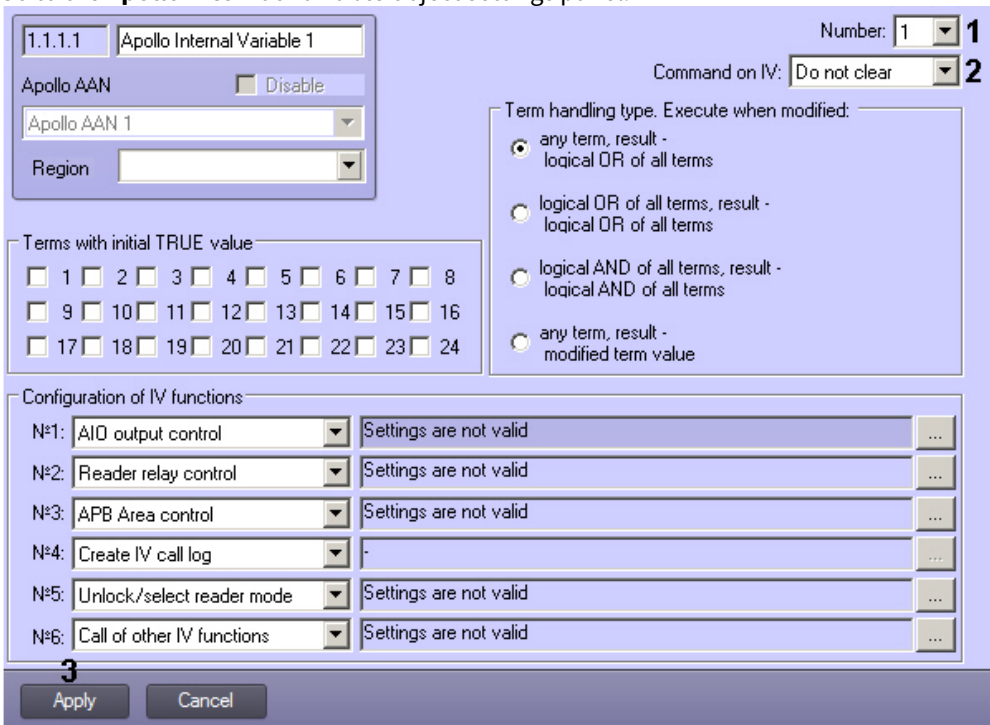 1.1.1.1 Apollo Internal Variable 1
Number: 1 1
Command on IV: Do not clear 2
Apollo AAN Disable
Apollo AAN 1
Region
Term handling type. Execute when modified:
any term, result -
logical OR of all terms
logical OR of all terms, result -
logical OR of all terms
logical AND of all terms, result -
logical AND of all terms
any term, result -
modified term value
Terms with initial TRUE value
1 2 3 4 5 6 7 8
9 10 11 12 13 14 15 16
17 18 19 20 21 22 23 24
Configuration of IV functions
Nº1: AIO output control Settings are not valid ...
Nº2: Reader relay control Settings are not valid ...
Nº3: APB Area control Settings are not valid ...
Nº4: Create IV call log - ...
Nº5: Unlock/select reader mode Settings are not valid ...
Nº6: Call of other IV functions Settings are not valid ...
3
Apply Cancel